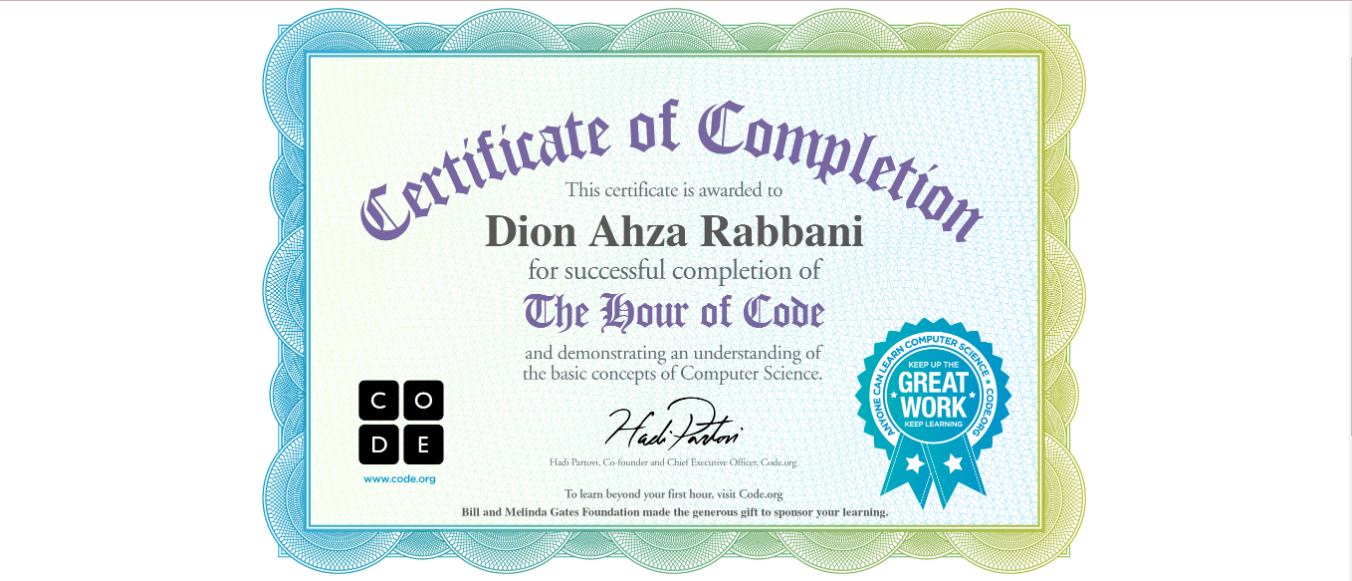 Certificate of Completion
This certificate is awarded to
Dion Ahza Rabbani
for successful completion of
The Hour of Code
and demonstrating an understanding of
the basic concepts of Computer Science.
C O
D E
www.code.org
Hadi Partovi
Hadi Partovi, Co-founder and Chief Executive Officer, Code.org
ANYONE CAN LEARN COMPUTER SCIENCE ★ CODE.ORG
KEEP UP THE
GREAT
WORK
KEEP LEARNING
To learn beyond your first hour, visit Code.org
Bill and Melinda Gates Foundation made the generous gift to sponsor your learning.